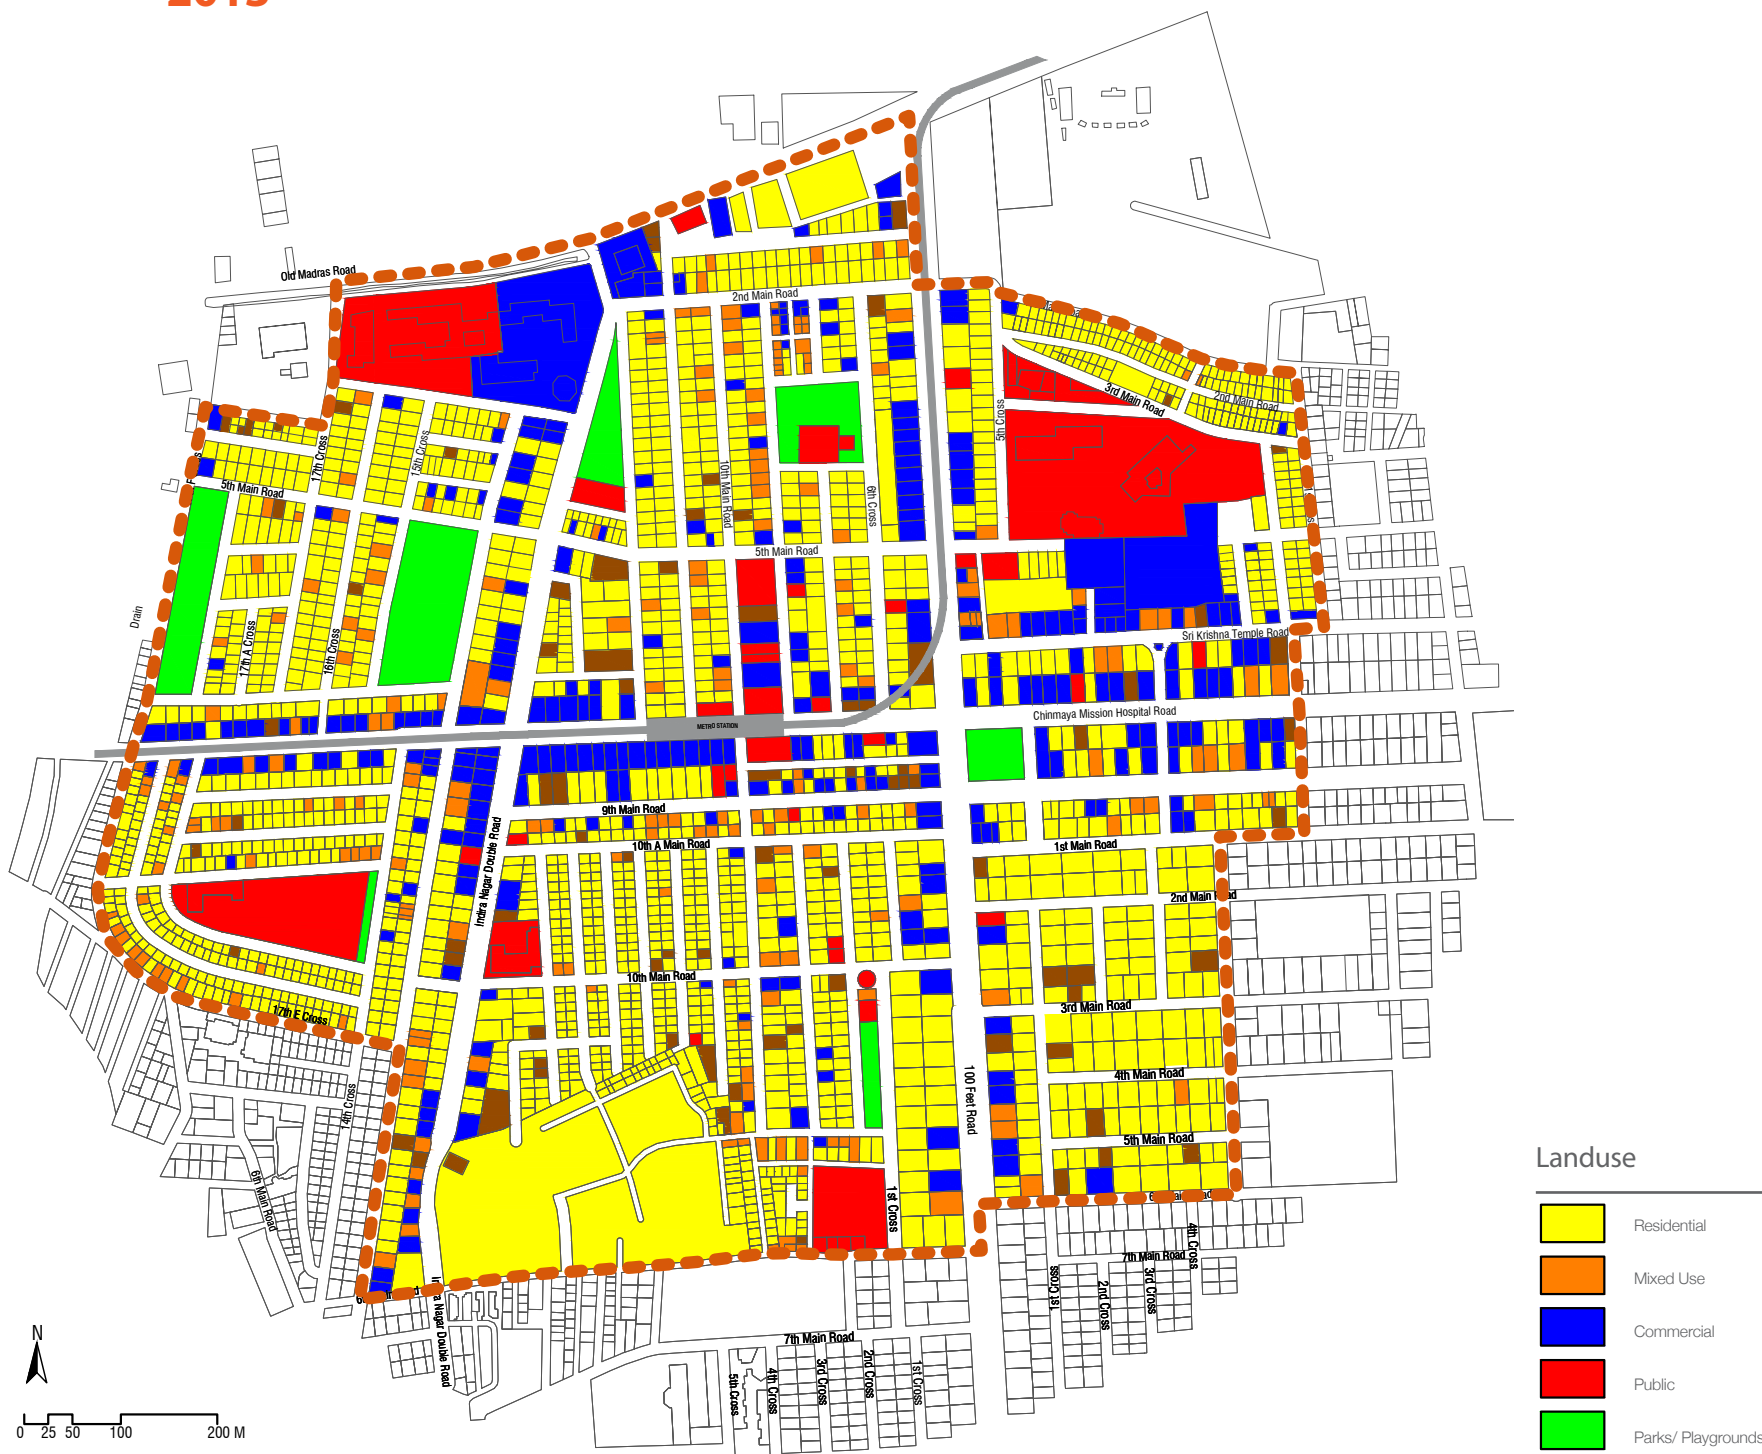 Old Madras Road
2nd Main Road
3rd Main Road
2nd Main Road
5th Cross
15th Cross
17th Cross
10th Main Road
6th Cross
5th Main Road
5th Main Road
Drain
17th A Cross
16th Cross
Sri Krishna Temple Road
Chinmaya Mission Hospital Road
METRO STATION
9th Main Road
10th A Main Road
1st Main Road
Indira Nagar Double Road
2nd Main Road
10th Main Road
3rd Main Road
17th E Cross
4th Main Road
100 Feet Road
14th Cross
5th Main Road
6th Main Road
1st Cross
4th Cross
7th Main Road
1st Cross
2nd Cross
3rd Cross
Indira Nagar Double Road
7th Main Road
5th Cross
4th Cross
3rd Cross
2nd Cross
1st Cross
Landuse
Residential
Mixed Use
Commercial
Public
Parks/ Playgrounds
N
0 25 50 100 200 M